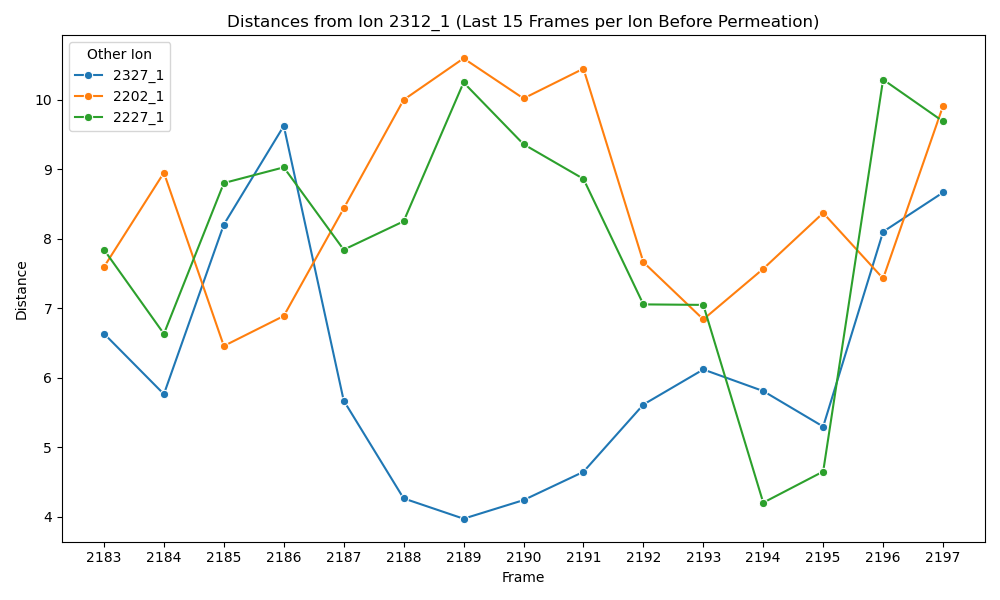 Distances from Ion 2312_1 (Last 15 Frames per Ion Before Permeation)
Other Ion
2327_1
2202_1
2227_1
Distance
10
9
8
7
6
5
4
2183 2184 2185 2186 2187 2188 2189 2190 2191 2192 2193 2194 2195 2196 2197
Frame